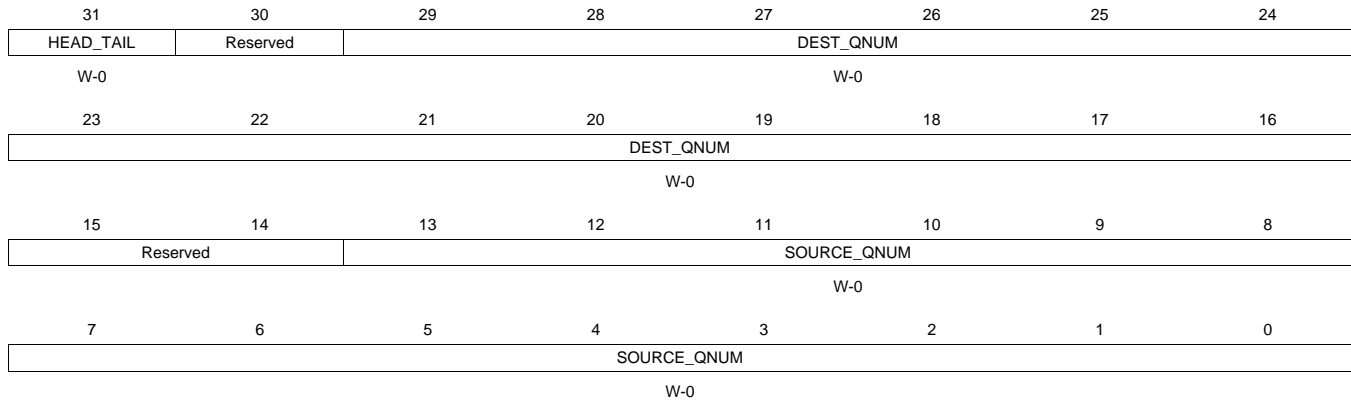 31 30 29 28 27 26 25 24
HEAD_TAIL Reserved DEST_QNUM
W-0 W-0
23 22 21 20 19 18 17 16
DEST_QNUM
W-0
15 14 13 12 11 10 9 8
Reserved SOURCE_QNUM
W-0
7 6 5 4 3 2 1 0
SOURCE_QNUM
W-0